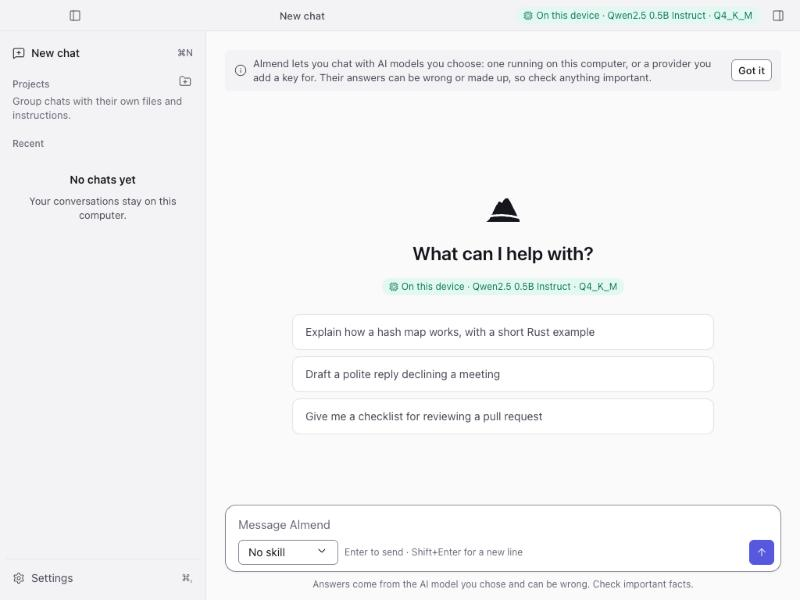 New chat
On this device · Qwen2.5 0.5B Instruct · Q4_K_M
New chat
⌘N
Projects
Group chats with their own files and
instructions.
Recent
No chats yet
Your conversations stay on this
computer.
Settings
⌘,
Almend lets you chat with AI models you choose: one running on this computer, or a provider you
add a key for. Their answers can be wrong or made up, so check anything important.
Got it
What can I help with?
On this device · Qwen2.5 0.5B Instruct · Q4_K_M
Explain how a hash map works, with a short Rust example
Draft a polite reply declining a meeting
Give me a checklist for reviewing a pull request
Message Almend
No skill
Enter to send · Shift+Enter for a new line
Answers come from the AI model you chose and can be wrong. Check important facts.